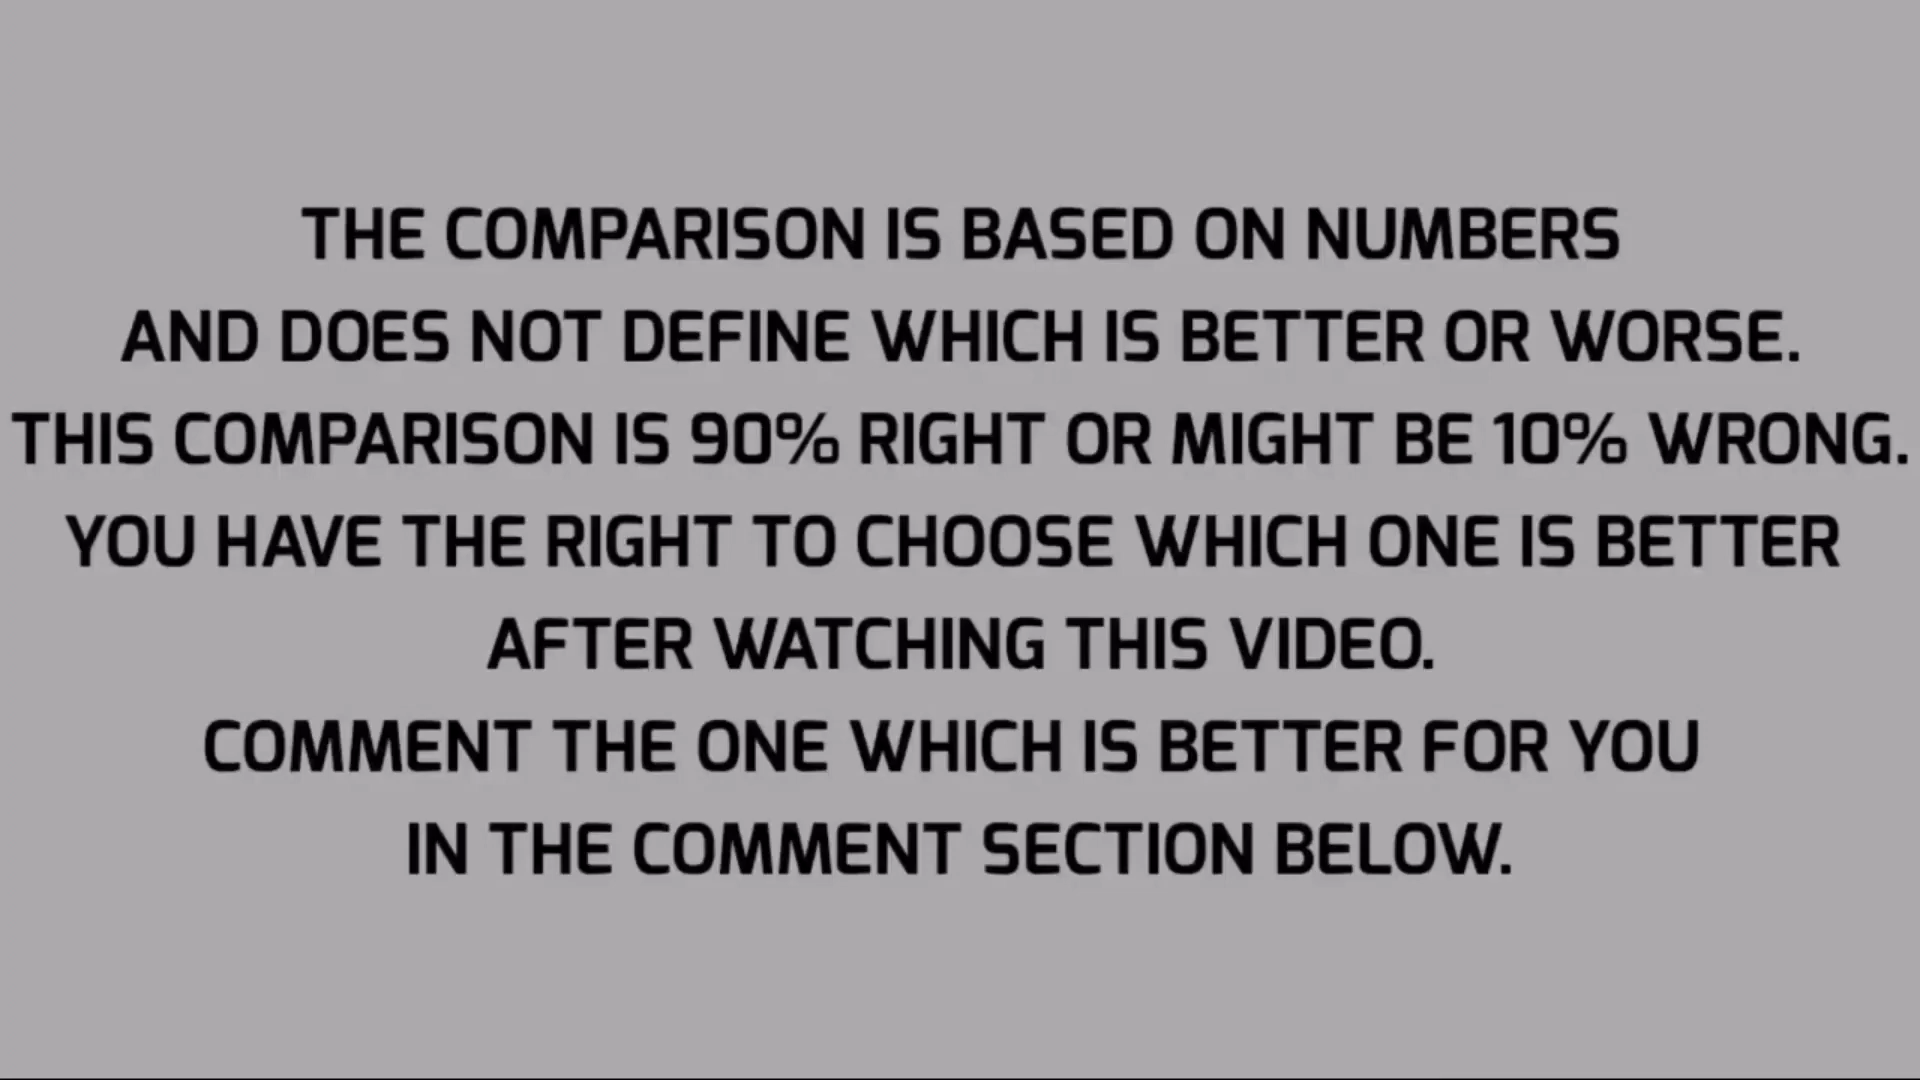 THE COMPARISON IS BASED ON NUMBERS
AND DOES NOT DEFINE WHICH IS BETTER OR WORSE.
THIS COMPARISON IS 90% RIGHT OR MIGHT BE 10% WRONG.
YOU HAVE THE RIGHT TO CHOOSE WHICH ONE IS BETTER
AFTER WATCHING THIS VIDEO.
COMMENT THE ONE WHICH IS BETTER FOR YOU
IN THE COMMENT SECTION BELOW.